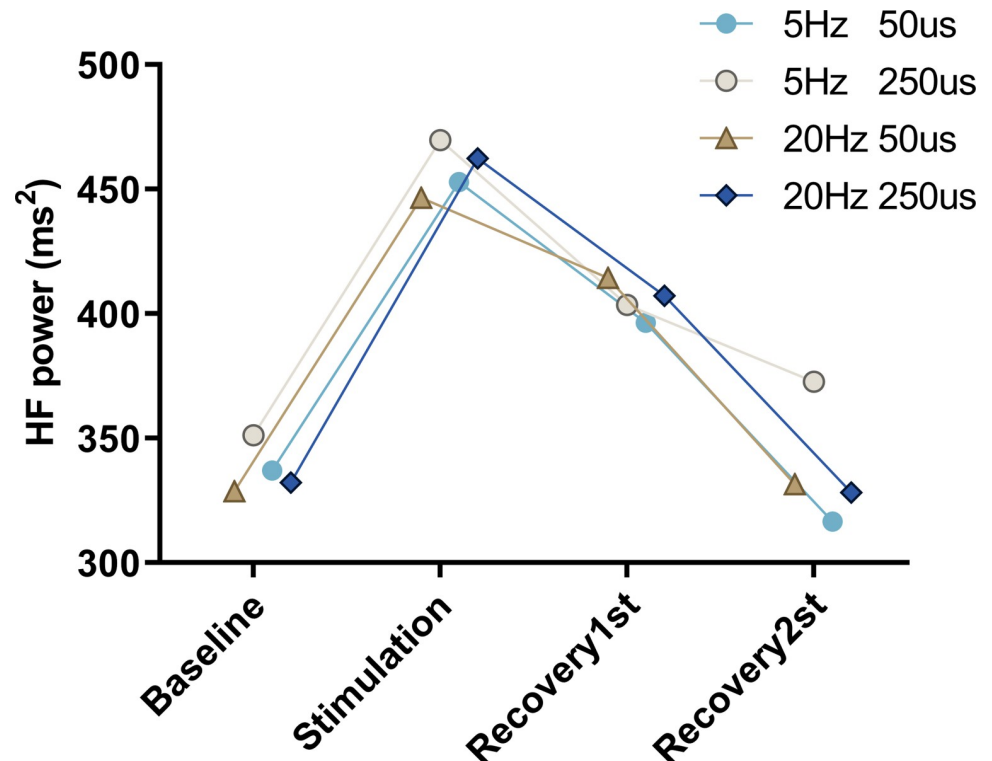 5Hz 50us
5Hz 250us
20Hz 50us
20Hz 250us
HF power (ms²)
500
450
400
350
300
Baseline
Stimulation
Recovery1st
Recovery2st